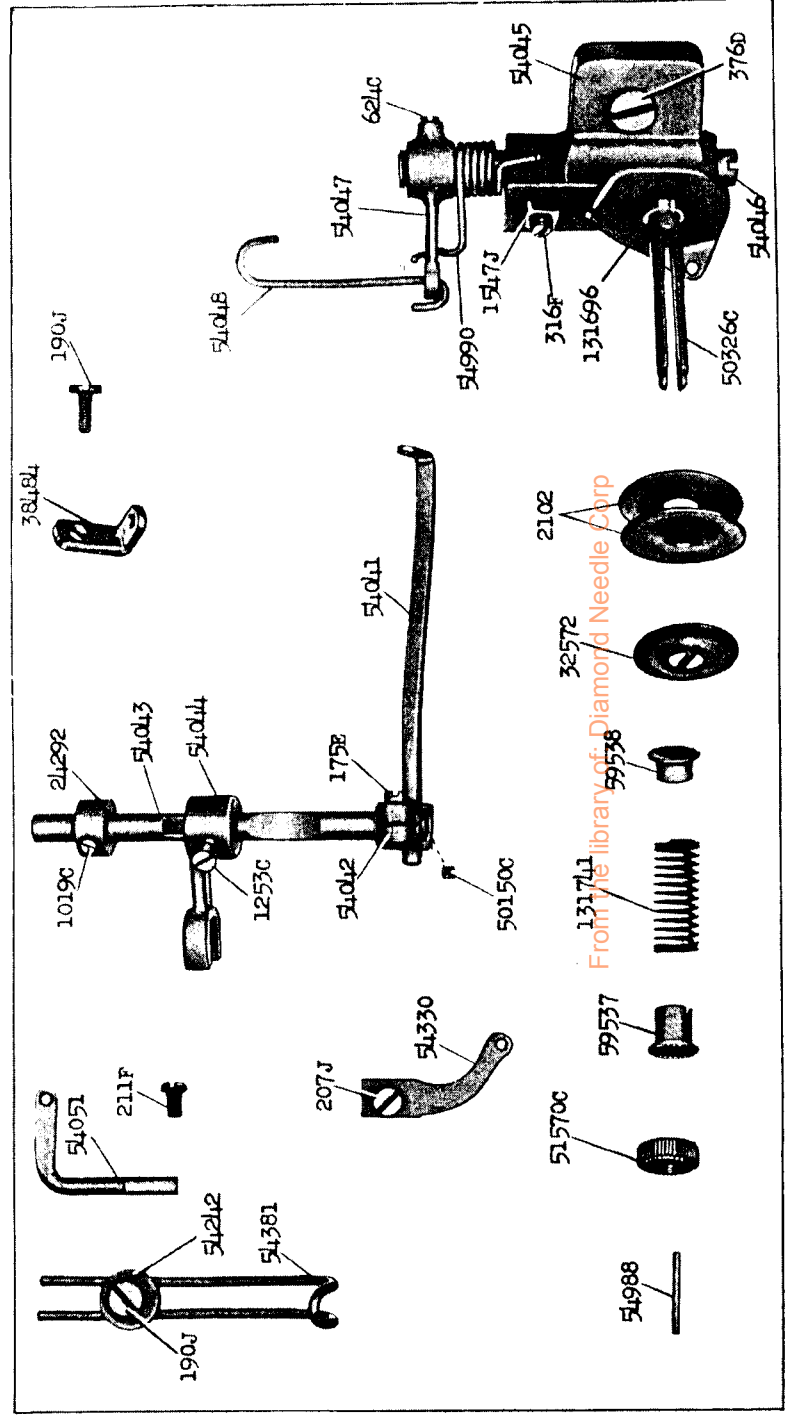 54045
376D
624C
54047
54048
54990
1547J
316F
131696
54046
50326C
190J
38484
54041
2102
32572
24292
54043
54044
175E
59538
1019C
1253C
54042
50150C
131741
54330
59537
207J
211F
54051
51570C
54242
54381
190J
54988
From the library of: Diamond Needle Corp